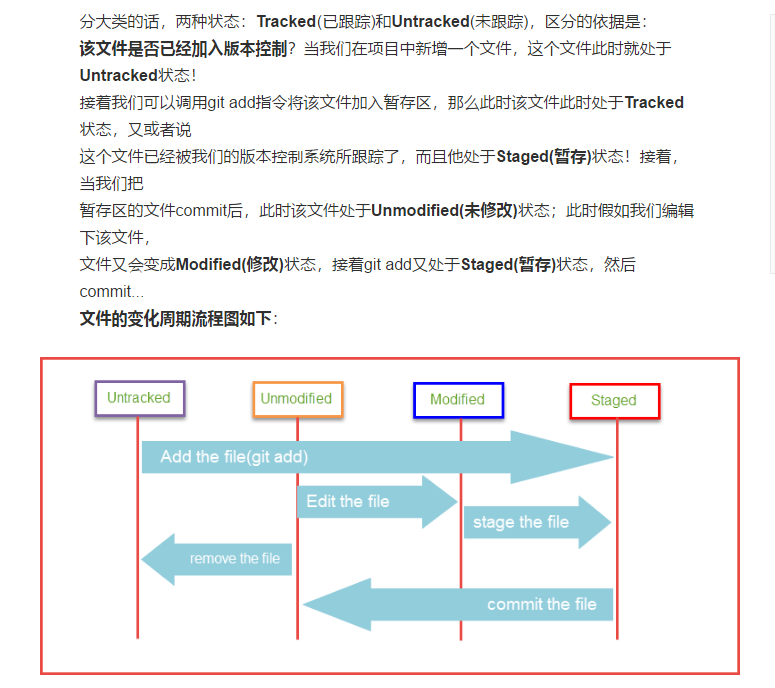 分大类的话，两种状态：Tracked(已跟踪)和Untracked(未跟踪)，区分的依据是：
该文件是否已经加入版本控制？当我们在项目中新增一个文件，这个文件此时就处于
Untracked状态！
接着我们可以调用git add指令将该文件加入暂存区，那么此时该文件此时处于Tracked
状态，又或者说
这个文件已经被我们的版本控制系统所跟踪了，而且他处于Staged(暂存)状态！接着，
当我们把
暂存区的文件commit后，此时该文件处于Unmodified(未修改)状态；此时假如我们编辑
下该文件，
文件又会变成Modified(修改)状态，接着git add又处于Staged(暂存)状态，然后
commit...
文件的变化周期流程图如下：
Untracked
Unmodified
Modified
Staged
Add the file(git add)
Edit the file
stage the file
remove the file
commit the file